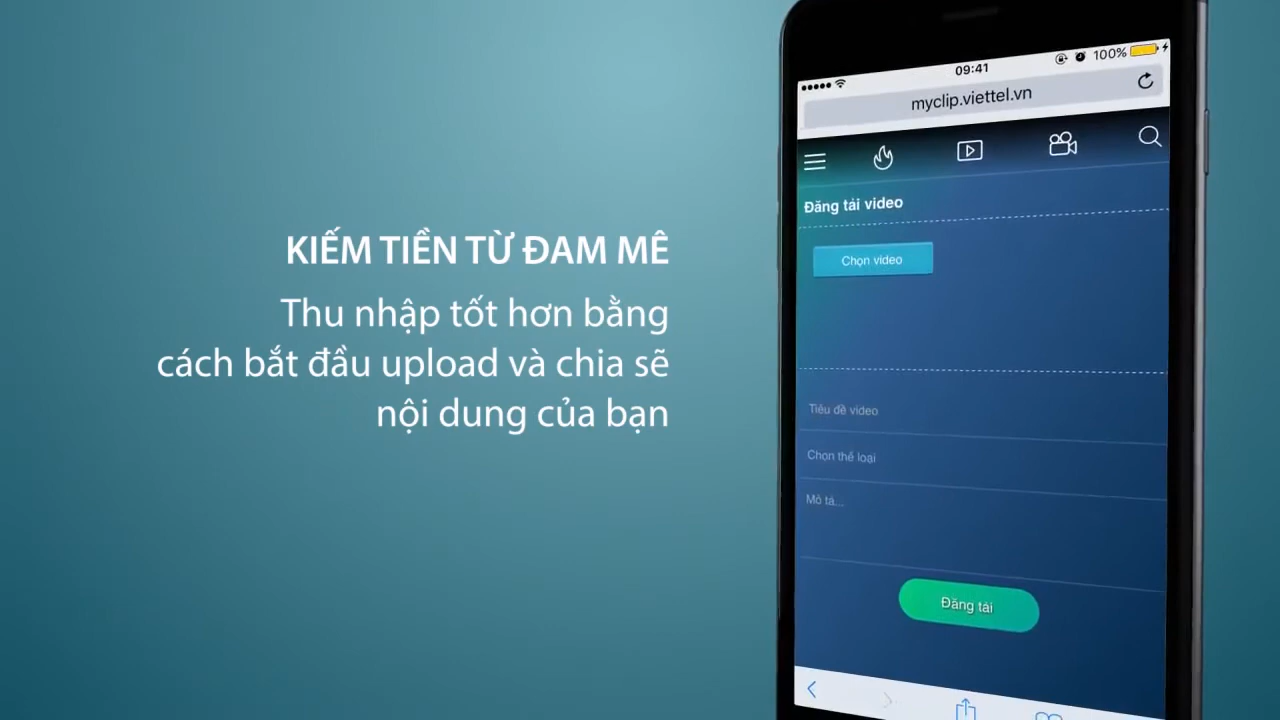 KIẾM TIỀN TỪ ĐAM MÊ
Thu nhập tốt hơn bằng
cách bắt đầu upload và chia sẽ
nội dung của bạn
09:41
100%
myclip.viettel.vn
Đăng tải video
Chọn video
Tiêu đề video
Chọn thể loại
Mô tả...
Đăng tải